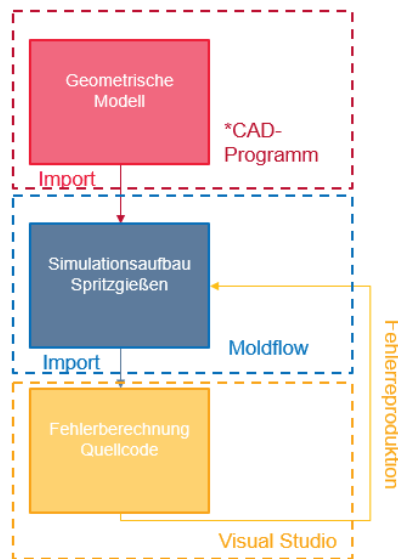 Geometrische
Modell
*CAD-
Programm
Import
Simulationsaufbau
Spritzgießen
Moldflow
Import
Fehlerreproduktion
Fehlerberechnung
Quellcode
Visual Studio